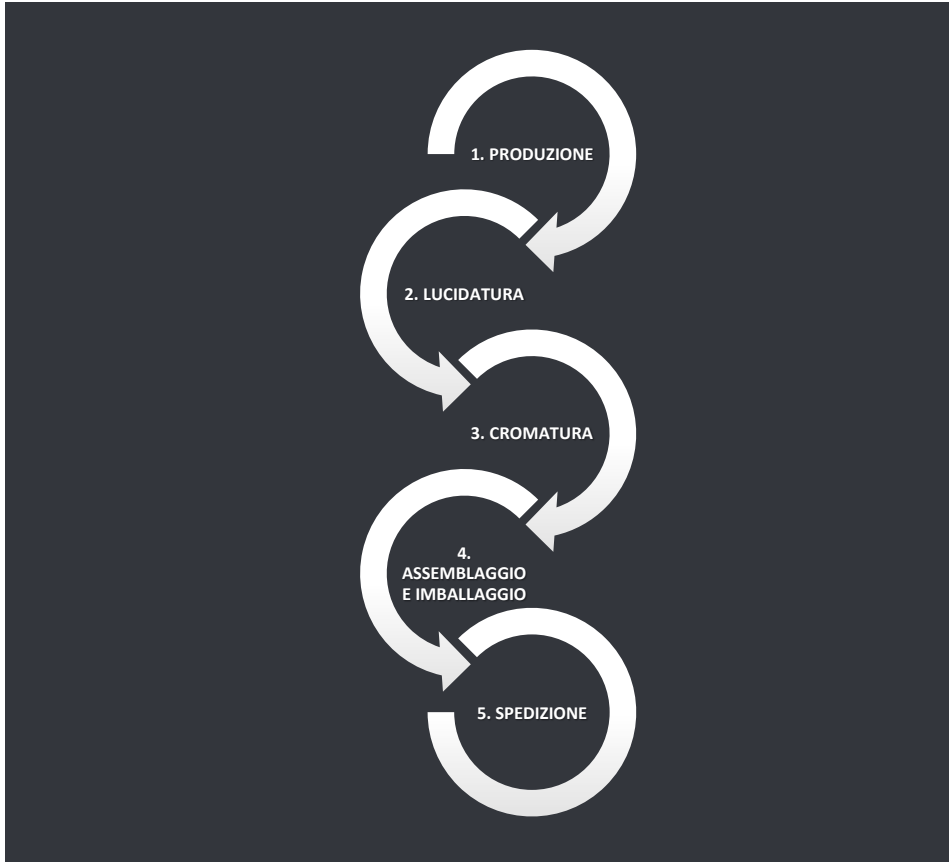 1. PRODUZIONE
2. LUCIDATURA
3. CROMATURA
4.
ASSEMBLAGGIO
E IMBALLAGGIO
5. SPEDIZIONE